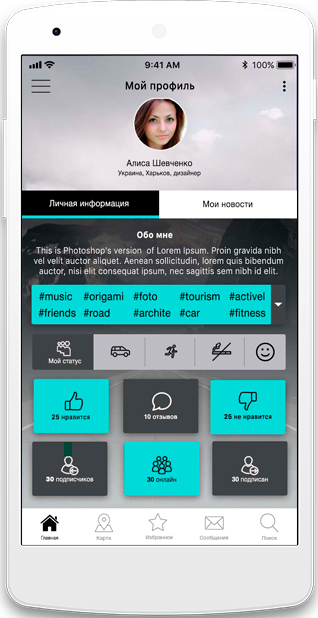 9:41 AM 100%
Мой профиль
Алиса Шевченко
Украина, Харьков, дизайнер
Личная информация Мои новости
Обо мне
This is Photoshop's version of Lorem Ipsum. Proin gravida nibh
vel velit auctor aliquet. Aenean sollicitudin, lorem quis bibendum
auctor, nisi elit consequat ipsum, nec sagittis sem nibh id elit.
#music #origami #foto #tourism #activel
#friends #road #archite #car #fitness
Мой статус
25 нравится 10 отзывов 25 не нравится
30 подписчиков 30 онлайн 30 подписан
Главная Карта Избранное Сообщения Поиск